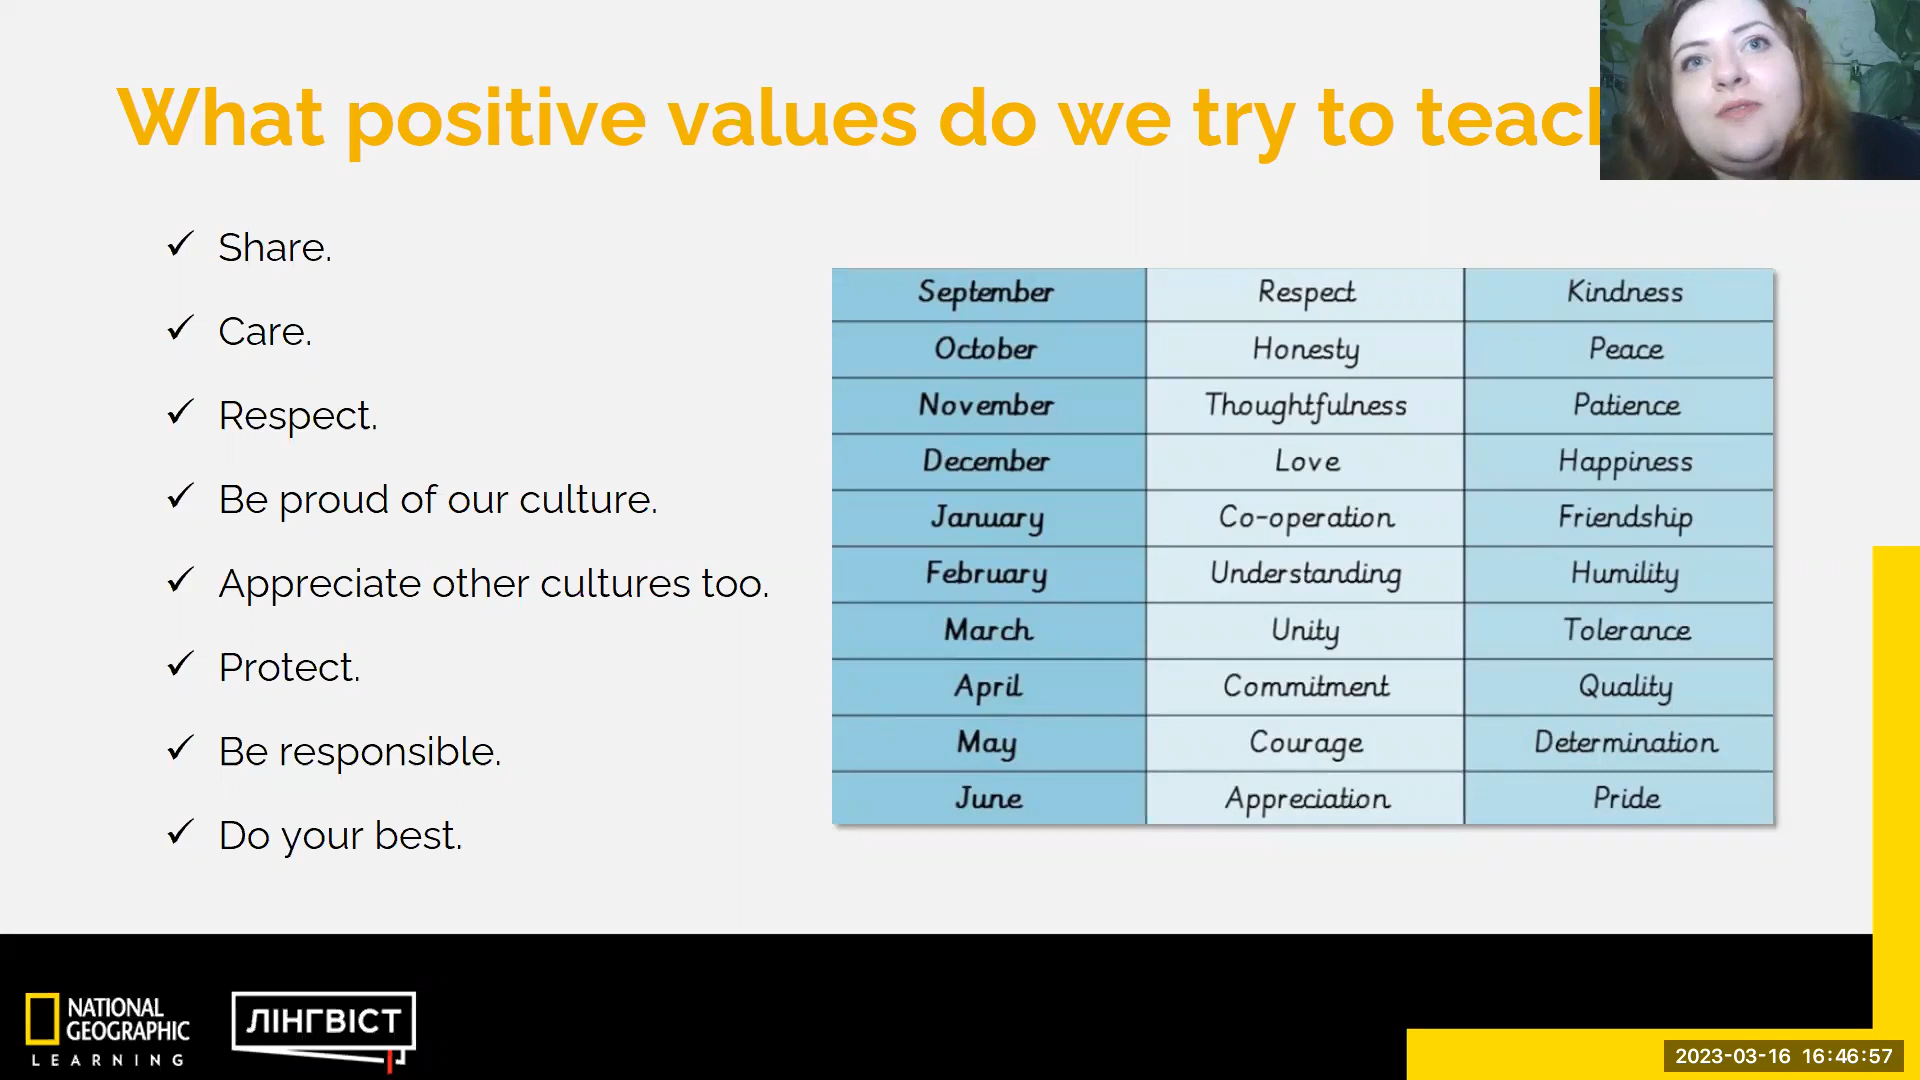 What positive values do we try to teach
Share.
Care.
Respect.
Be proud of our culture.
Appreciate other cultures too.
Protect.
Be responsible.
Do your best.
September Respect Kindness
October Honesty Peace
November Thoughtfulness Patience
December Love Happiness
January Co-operation Friendship
February Understanding Humility
March Unity Tolerance
April Commitment Quality
May Courage Determination
June Appreciation Pride
NATIONAL
GEOGRAPHIC
LEARNING
ЛІНГВІСТ
2023-03-16 16:46:57